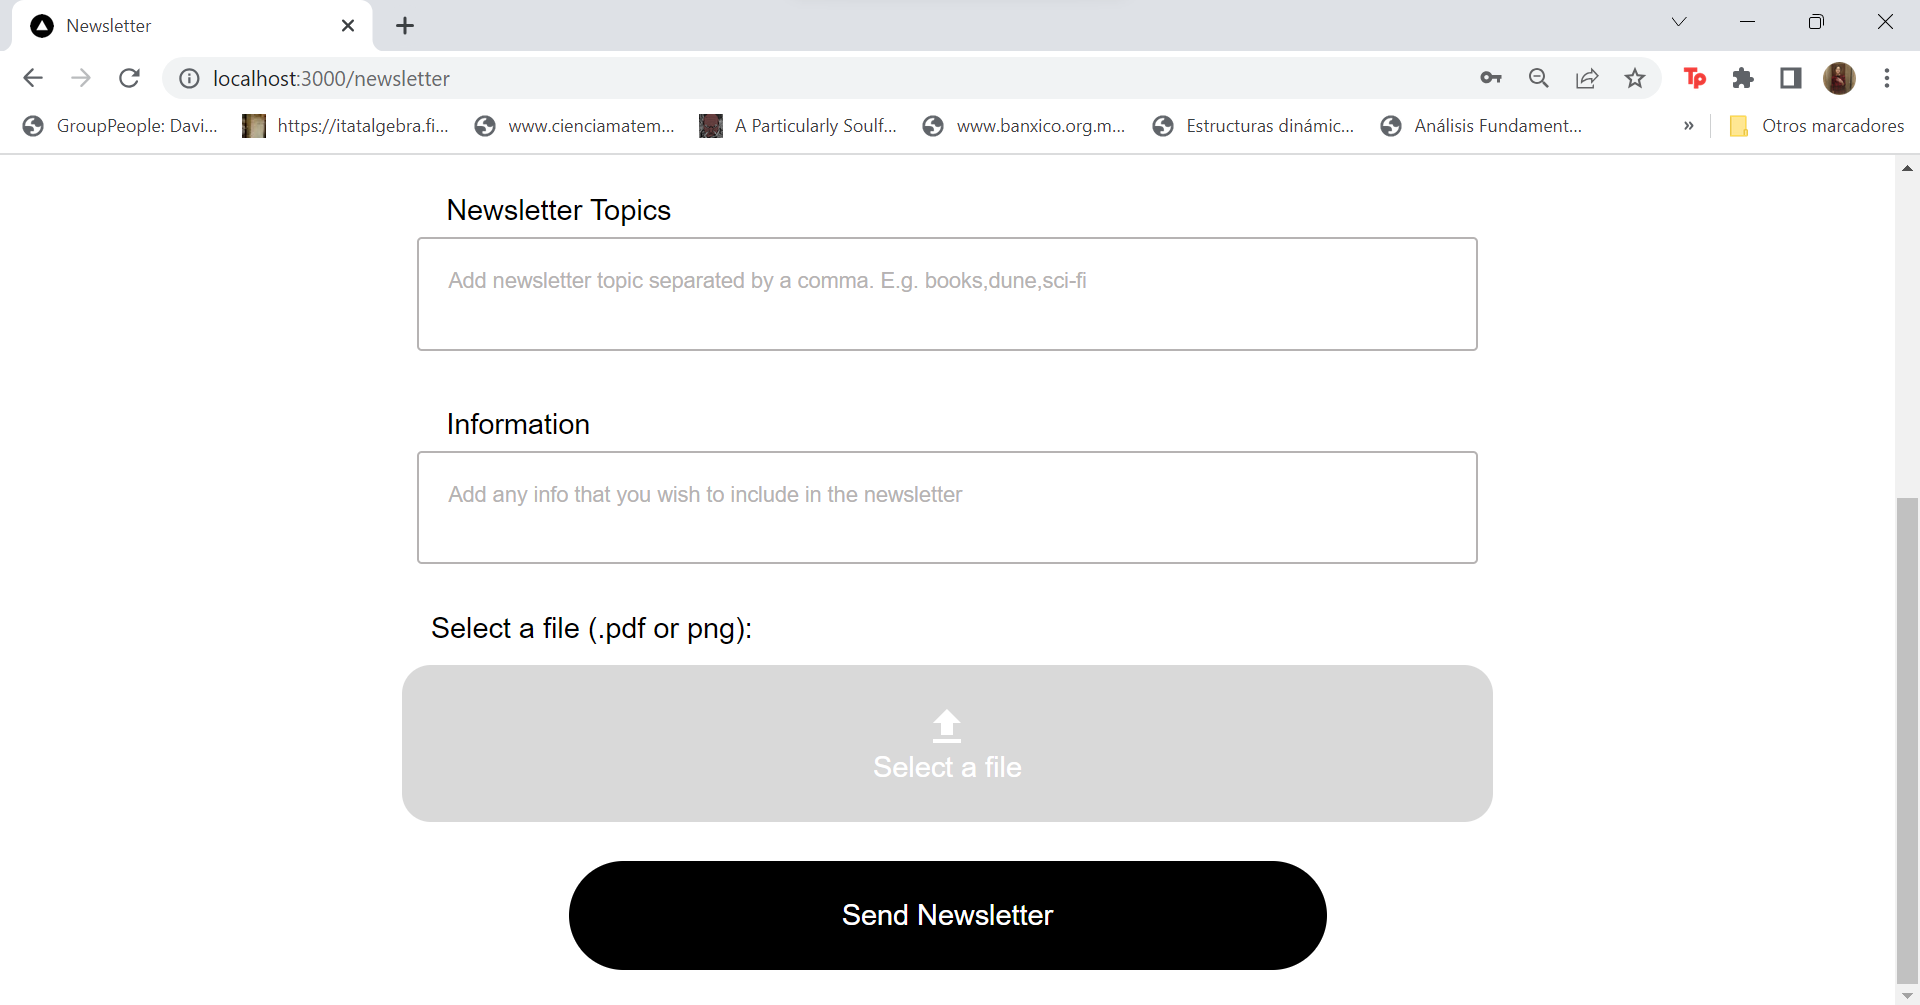 Newsletter
localhost:3000/newsletter
Tp
GroupPeople: Davi...
https://itatalgebra.fi...
www.cienciamatem...
A Particularly Soulf...
www.banxico.org.m...
Estructuras dinámic...
Análisis Fundament...
»
Otros marcadores
Newsletter Topics
Add newsletter topic separated by a comma. E.g. books,dune,sci-fi
Information
Add any info that you wish to include in the newsletter
Select a file (.pdf or png):
Select a file
Send Newsletter